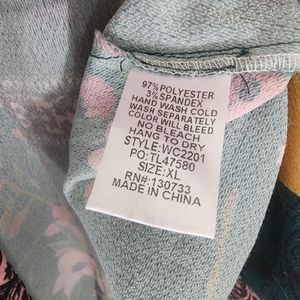 97% POLYESTER
3% SPANDEX
HAND WASH COLD
WASH SEPARATELY
COLOR WILL BLEED
NO BLEACH
HANG TO DRY
STYLE: WC2201
PO: TL47580
SIZE: XL
RN#: 130733
MADE IN CHINA